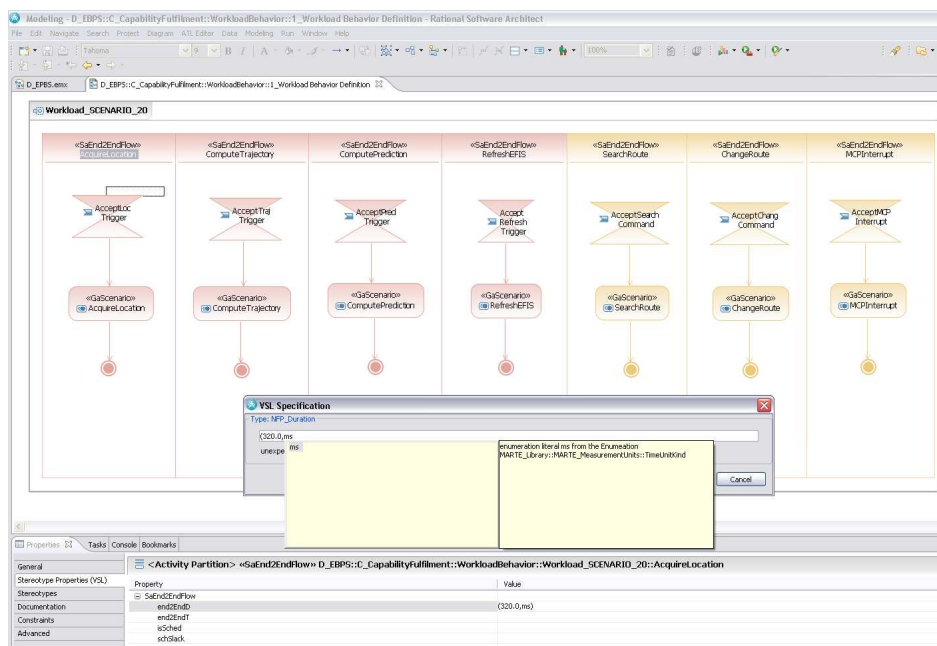 Modeling - D_EBPS::C_CapabilityFulfilment::WorkloadBehavior::1_Workload Behavior Definition - Rational Software Architect
File Edit Navigate Search Project Diagram ATL Editor Data Modeling Run Window Help
Tahoma 9 B I A 100%
D_EPBS.emx D_EBPS::C_CapabilityFulfilment::WorkloadBehavior::1_Workload Behavior Definition
Workload_SCENARIO_20
«SaEnd2EndFlow» «SaEnd2EndFlow» «SaEnd2EndFlow» «SaEnd2EndFlow» «SaEnd2EndFlow» «SaEnd2EndFlow» «SaEnd2EndFlow»
AcquireLocation ComputeTrajectory ComputePrediction RefreshEFIS SearchRoute ChangeRoute MCPInterrupt
AcceptLoc Trigger
AcceptTraj Trigger
AcceptPred Trigger
Accept Refresh Trigger
AcceptSearch Command
AcceptChang Command
AcceptMCP Interrupt
«GaScenario» «GaScenario» «GaScenario» «GaScenario» «GaScenario» «GaScenario» «GaScenario»
AcquireLocation ComputeTrajectory ComputePrediction RefreshEFIS SearchRoute ChangeRoute MCPInterrupt
VSL Specification
Type: NFP_Duration
(320.0,ms
unexpe
ms
enumeration literal ms from the Enumeation
MARTE_Library::MARTE_MeasurementUnits::TimeUnitKind
Cancel
Properties Tasks Console Bookmarks
<Activity Partition> «SaEnd2EndFlow» D_EBPS::C_CapabilityFulfilment::WorkloadBehavior::Workload_SCENARIO_20::AcquireLocation
General
Stereotype Properties (VSL)
Stereotypes
Documentation
Constraints
Advanced
Property Value
SaEnd2EndFlow
end2EndD (320.0,ms)
end2EndT
isSched
schSlack